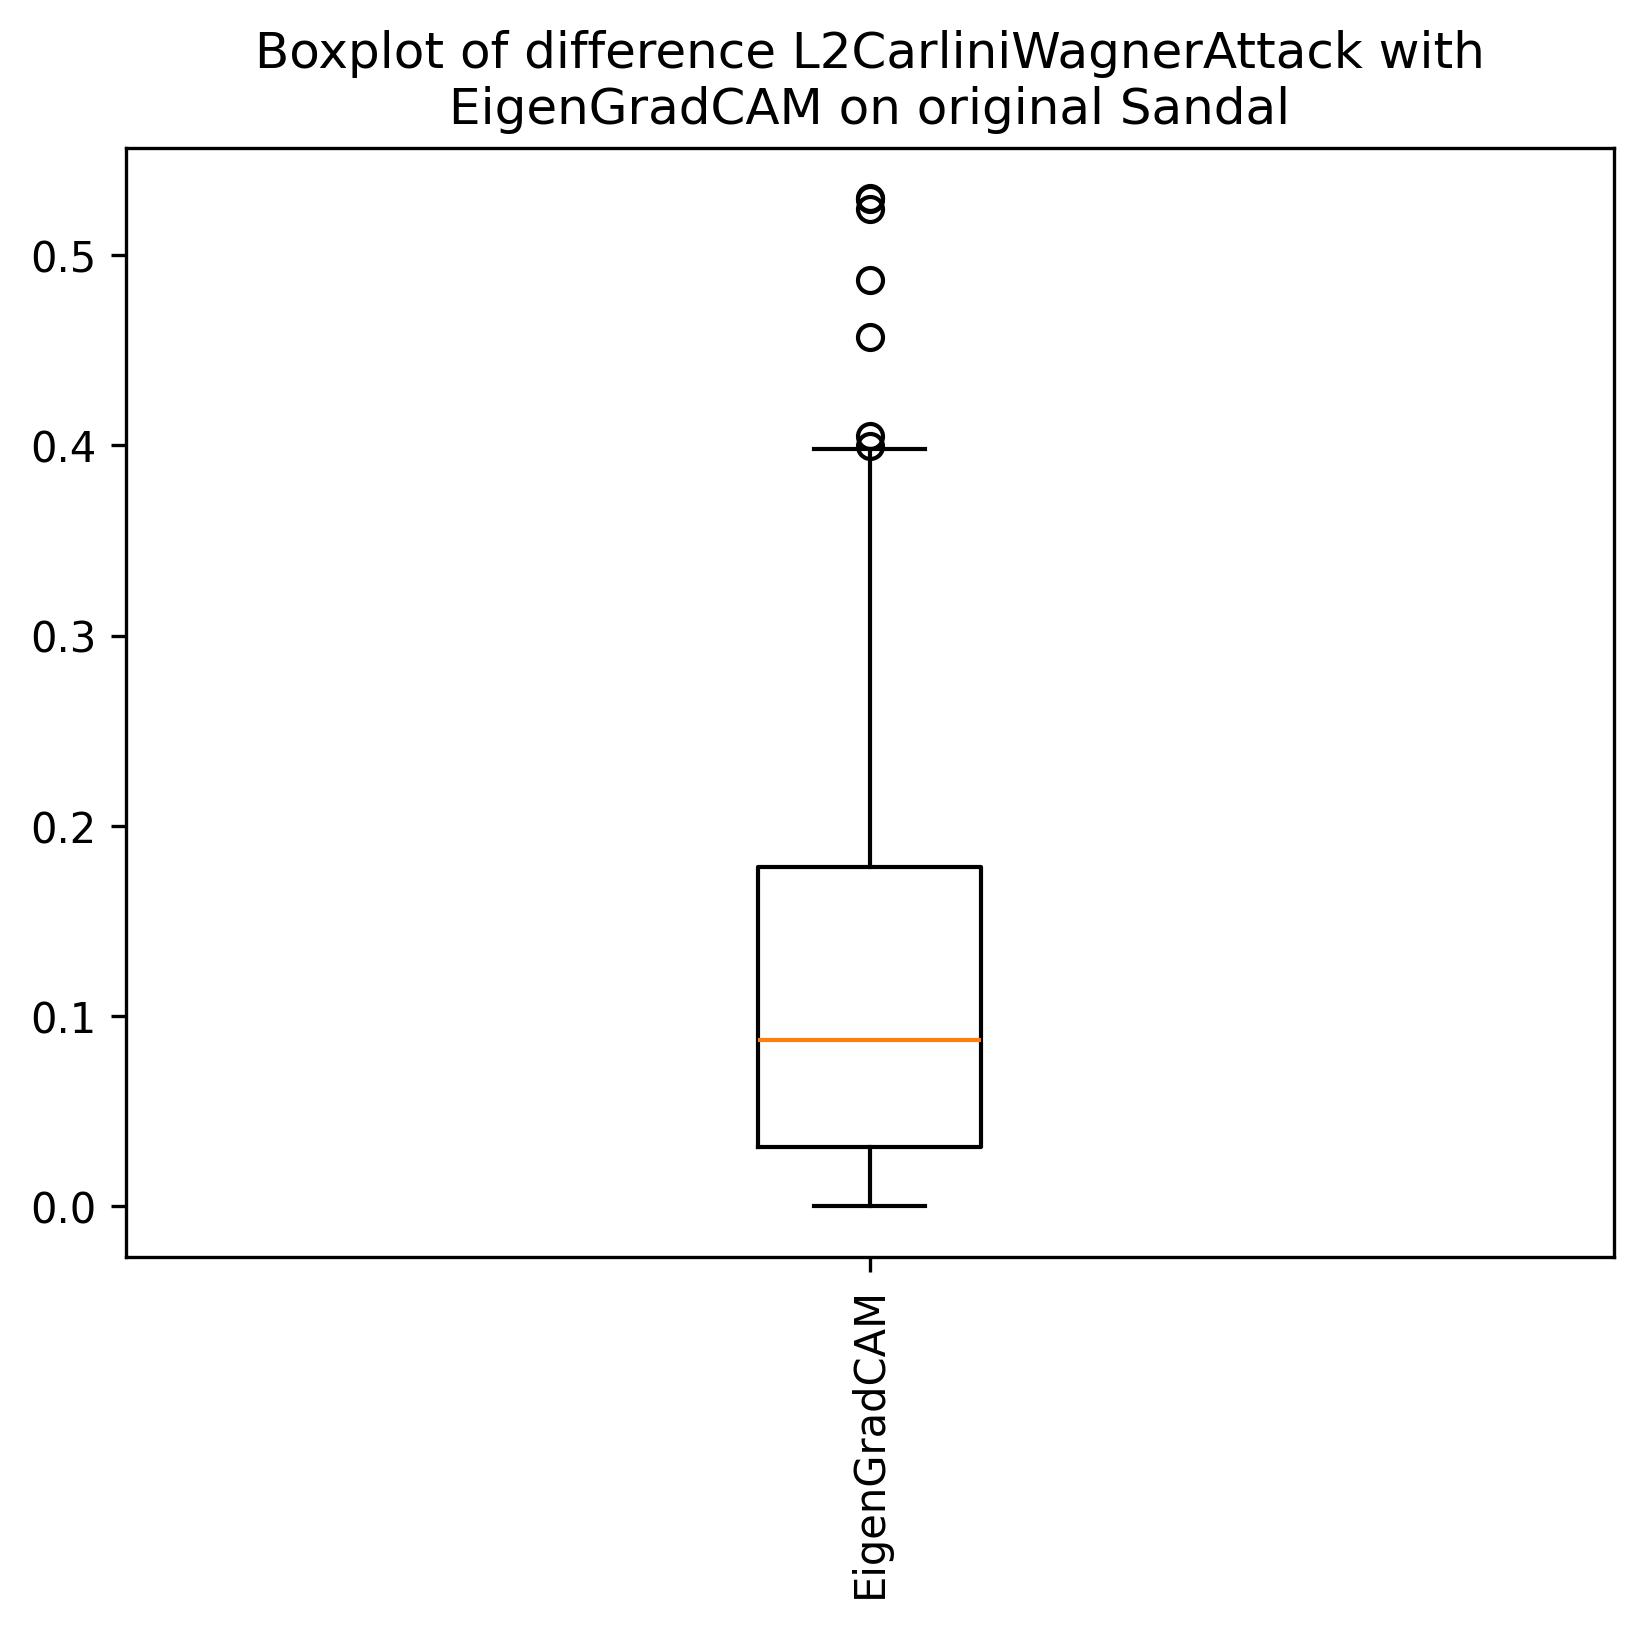 Boxplot of difference L2CarliniWagnerAttack with
EigenGradCAM on original Sandal
0.5
0.4
0.3
0.2
0.1
0.0
EigenGradCAM